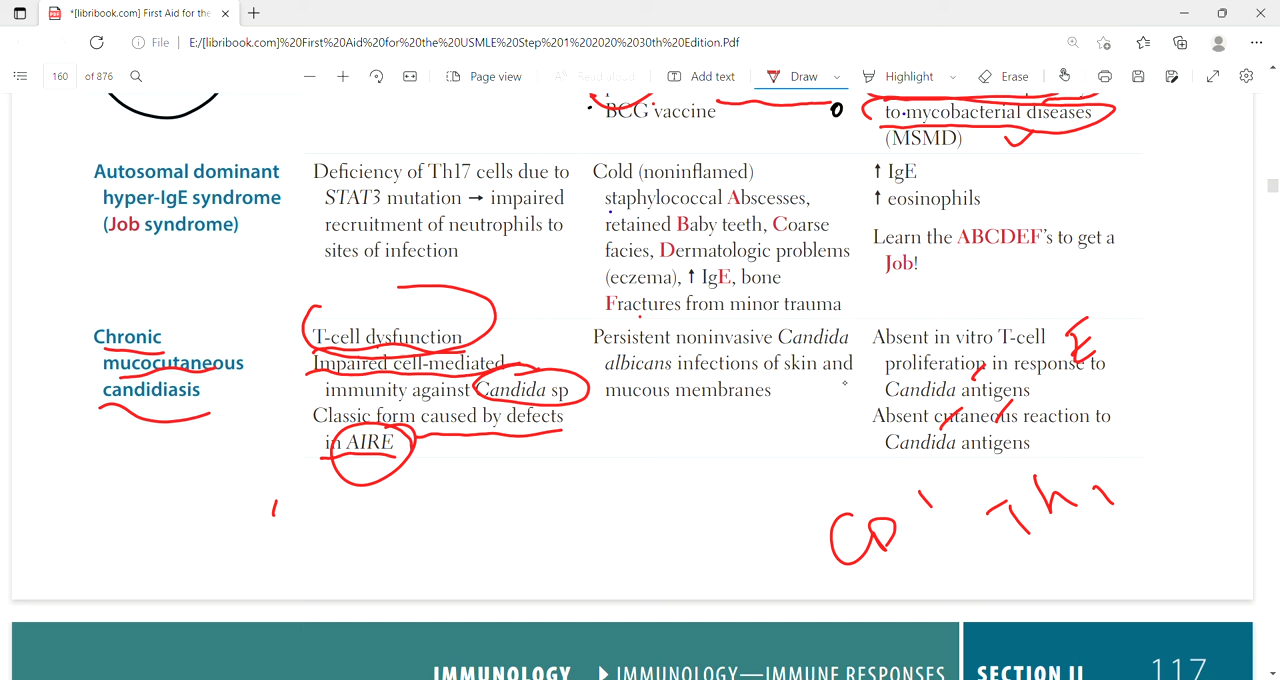 *[libribook.com] First Aid for the
File E:/[libribook.com]%20First%20Aid%20for%20the%20USMLE%20Step%201%202020%2030th%20Edition.Pdf
160 of 876 Page view Read aloud Add text Draw Highlight Erase
BCG vaccine
to mycobacterial diseases
(MSMD)
Autosomal dominant
hyper-IgE syndrome
(Job syndrome)
Deficiency of Th17 cells due to
STAT3 mutation → impaired
recruitment of neutrophils to
sites of infection
Cold (noninflamed)
staphylococcal Abscesses,
retained Baby teeth, Coarse
facies, Dermatologic problems
(eczema), ↑ IgE, bone
Fractures from minor trauma
↑ IgE
↑ eosinophils
Learn the ABCDEF's to get a
Job!
Chronic
mucocutaneous
candidiasis
T-cell dysfunction
Impaired cell-mediated
immunity against Candida sp
Classic form caused by defects
in AIRE
Persistent noninvasive Candida
albicans infections of skin and
mucous membranes
Absent in vitro T-cell
proliferation in response to
Candida antigens
Absent cutaneous reaction to
Candida antigens
CD Th1
IMMUNOLOGY ▶ IMMUNOLOGY—IMMUNE RESPONSES SECTION II 117